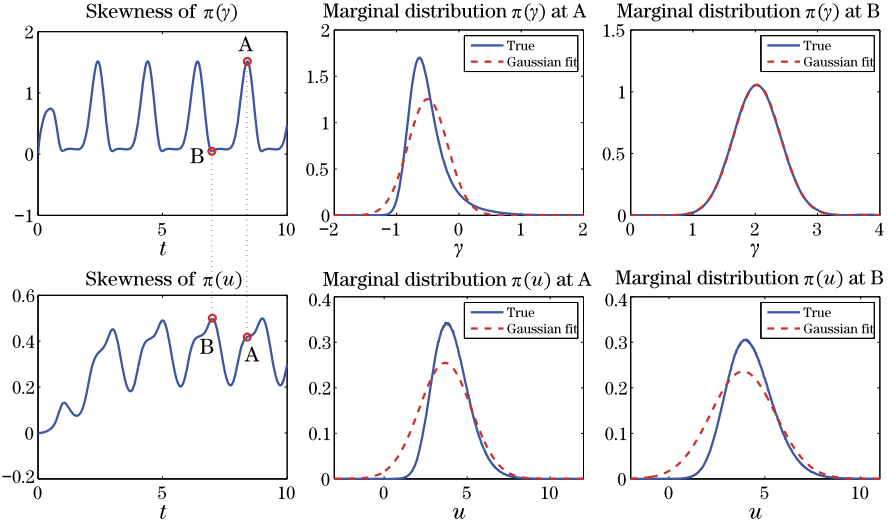 Skewness of π(γ)
2
1
0
−1
0
5
10
t
A
B
Marginal distribution π(γ) at A
2
1.5
1
0.5
0
−2
−1
0
1
2
γ
True
Gaussian fit
Marginal distribution π(γ) at B
1.5
1
0.5
0
0
1
2
3
4
γ
True
Gaussian fit
Skewness of π(u)
0.6
0.4
0.2
0
−0.2
0
5
10
t
B
A
Marginal distribution π(u) at A
0.4
0.3
0.2
0.1
0
0
5
10
u
True
Gaussian fit
Marginal distribution π(u) at B
0.4
0.3
0.2
0.1
0
0
5
10
u
True
Gaussian fit